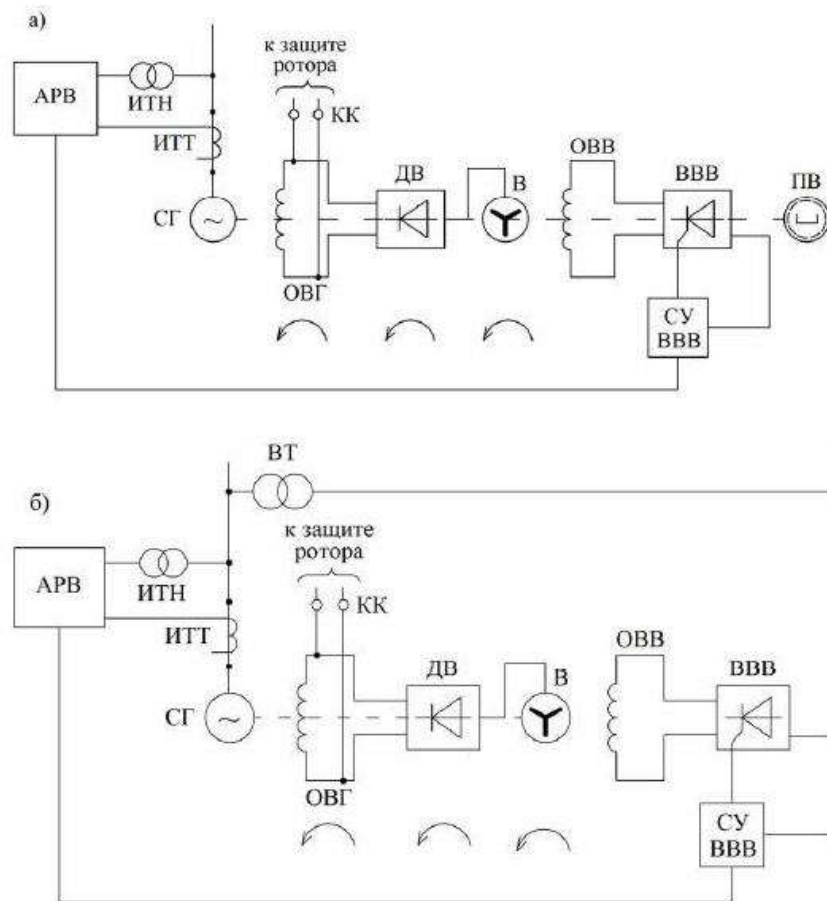 а)
к защите
ротора
АРВ
ИТН
КК
ИТТ
ОВВ
ДВ
В
ВВВ
ПВ
СГ
ОВГ
СУ
ВВВ
ВТ
б)
к защите
ротора
АРВ
ИТН
КК
ИТТ
ОВВ
ДВ
В
ВВВ
СГ
ОВГ
СУ
ВВВ